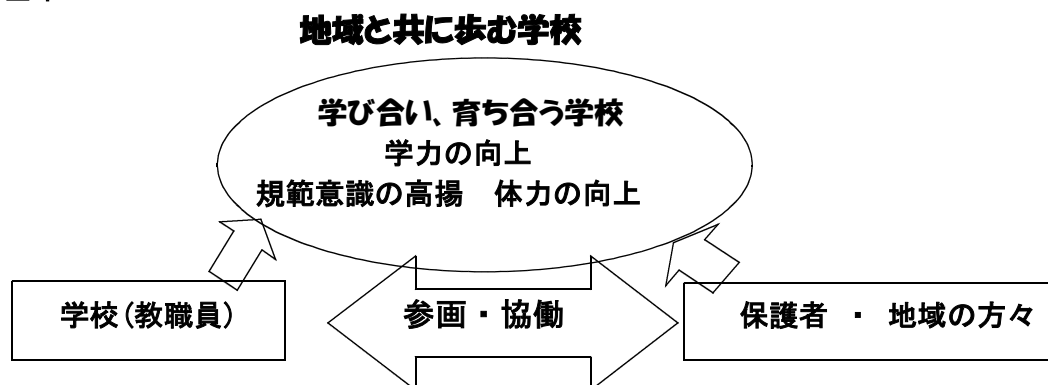 地域と共に歩む学校
学び合い、育ち合う学校
学力の向上
規範意識の高揚　体力の向上
学校(教職員)
参画・協働
保護者　・　地域の方々